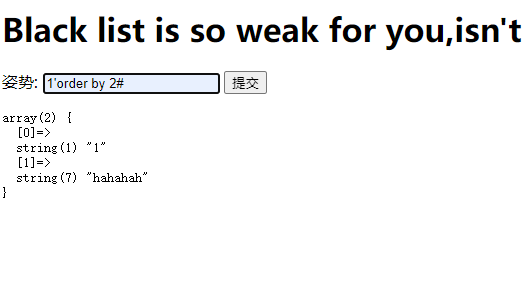 Black list is so weak for you,isn't
姿势: 1'order by 2# 提交
array(2) {
  [0]=>
  string(1) "1"
  [1]=>
  string(7) "hahahah"
}